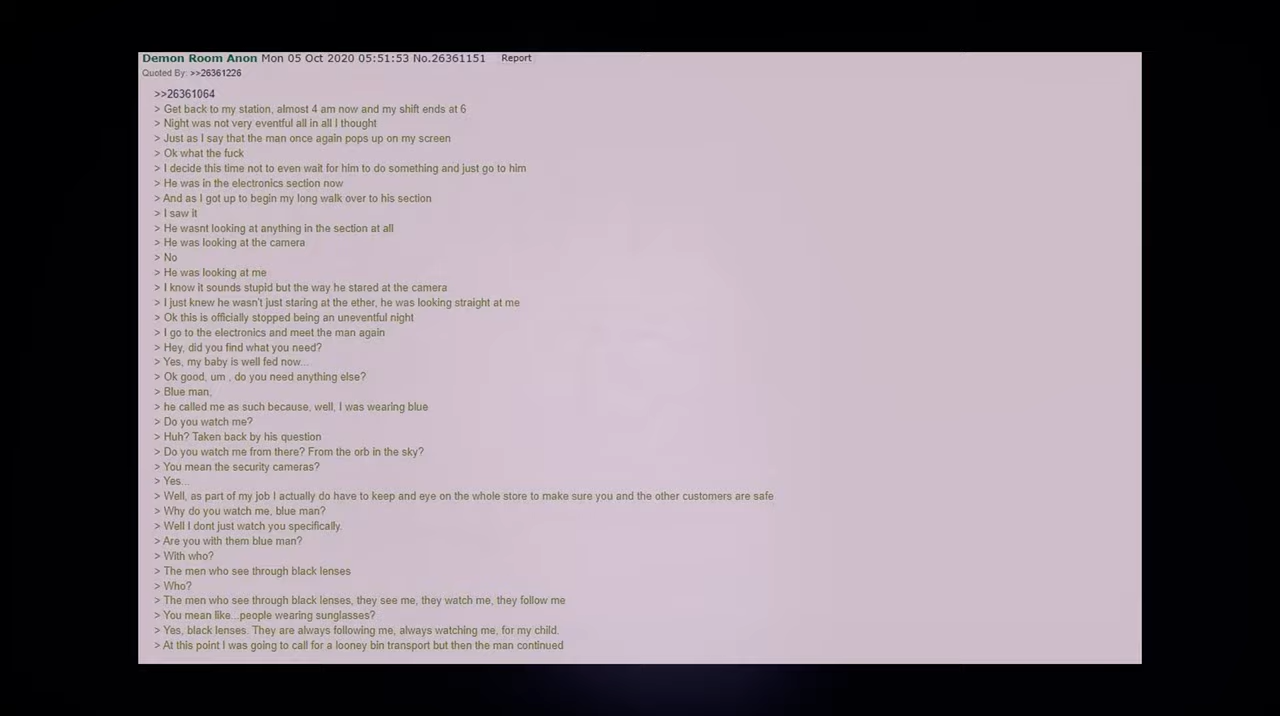 Demon Room Anon Mon 05 Oct 2020 05:51:53 No.26361151 Report
Quoted By: >>26361226
>>26361064
> Get back to my station, almost 4 am now and my shift ends at 6
> Night was not very eventful all in all I thought
> Just as I say that the man once again pops up on my screen
> Ok what the fuck
> I decide this time not to even wait for him to do something and just go to him
> He was in the electronics section now
> And as I got up to begin my long walk over to his section
> I saw it
> He wasnt looking at anything in the section at all
> He was looking at the camera
> No
> He was looking at me
> I know it sounds stupid but the way he stared at the camera
> I just knew he wasn't just staring at the ether, he was looking straight at me
> Ok this is officially stopped being an uneventful night
> I go to the electronics and meet the man again
> Hey, did you find what you need?
> Yes, my baby is well fed now...
> Ok good, um , do you need anything else?
> Blue man,
> he called me as such because, well, I was wearing blue
> Do you watch me?
> Huh? Taken back by his question
> Do you watch me from there? From the orb in the sky?
> You mean the security cameras?
> Yes...
> Well, as part of my job I actually do have to keep and eye on the whole store to make sure you and the other customers are safe
> Why do you watch me, blue man?
> Well I dont just watch you specifically.
> Are you with them blue man?
> With who?
> The men who see through black lenses
> Who?
> The men who see through black lenses, they see me, they watch me, they follow me
> You mean like...people wearing sunglasses?
> Yes, black lenses. They are always following me, always watching me, for my child.
> At this point I was going to call for a looney bin transport but then the man continued